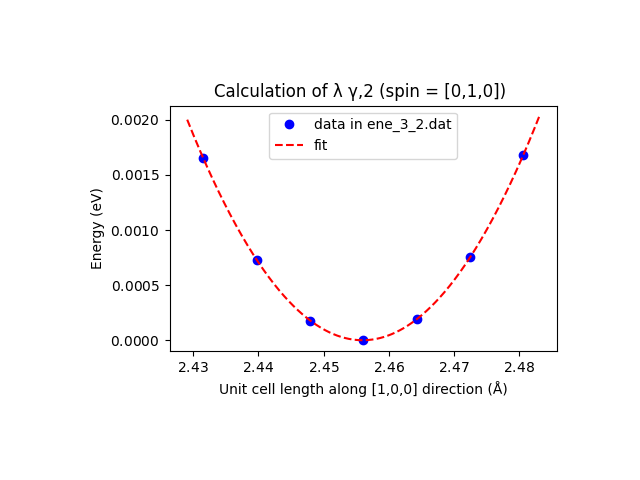 Calculation of λ γ,2 (spin = [0,1,0])
data in ene_3_2.dat
fit
Energy (eV)
0.0020
0.0015
0.0010
0.0005
0.0000
2.43 2.44 2.45 2.46 2.47 2.48
Unit cell length along [1,0,0] direction (Å)